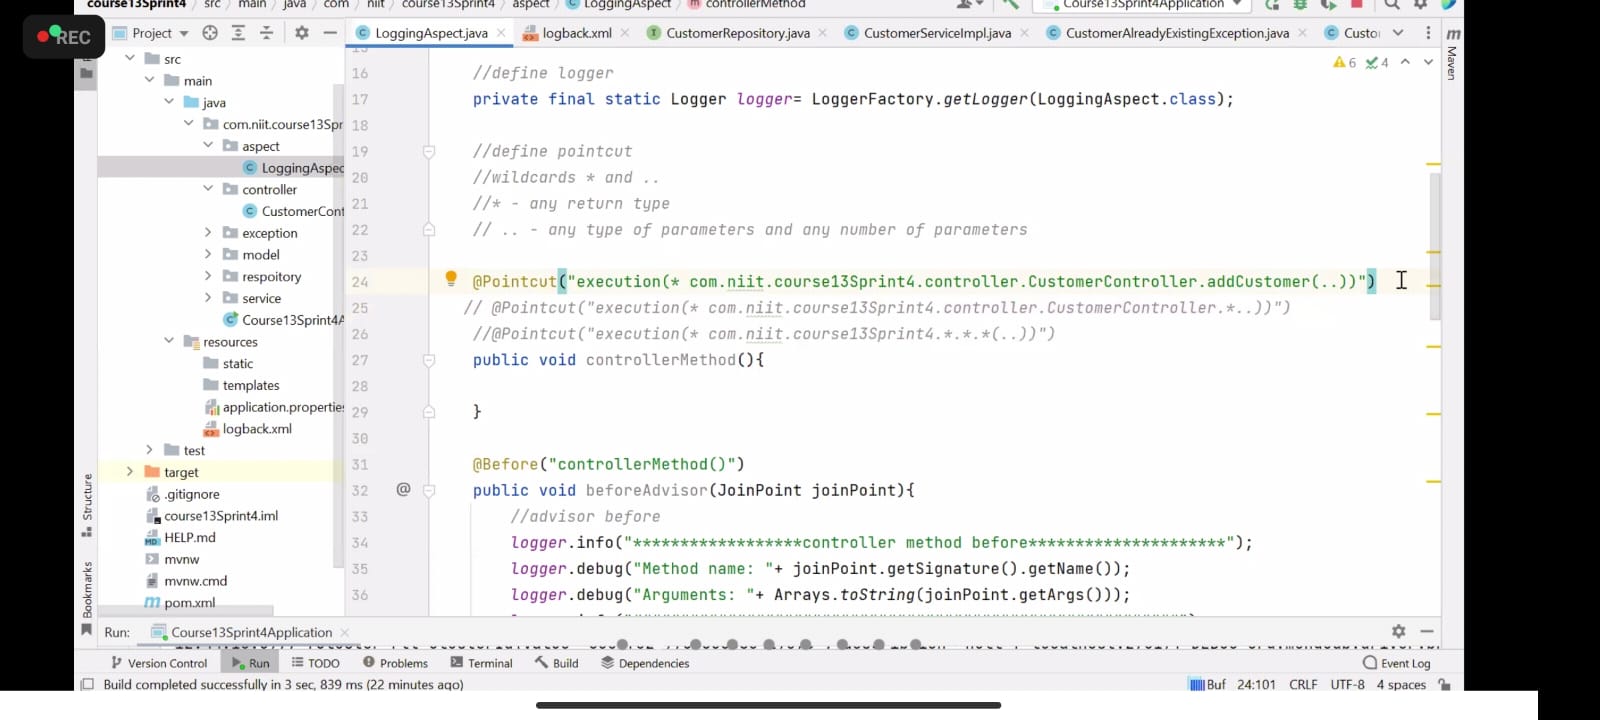 course13Sprint4 src main java com niit course13Sprint4 aspect LoggingAspect controllerMethod Course13Sprint4Application
REC
Project LoggingAspect.java logback.xml CustomerRepository.java CustomerServiceImpl.java CustomerAlreadyExistingException.java Custo m
Maven
src
main
java
com.niit.course13Spr
aspect
LoggingAspec
controller
CustomerCont
exception
model
respoitory
service
Course13Sprint4A
resources
static
templates
application.propertie
logback.xml
test
target
.gitignore
course13Sprint4.iml
HELP.md
mvnw
mvnw.cmd
pom.xml
Structure
Bookmarks
6 4
16 //define logger
17 private final static Logger logger= LoggerFactory.getLogger(LoggingAspect.class);
18
19 //define pointcut
20 //wildcards * and ..
21 //* - any return type
22 // .. - any type of parameters and any number of parameters
23
24 @Pointcut("execution(* com.niit.course13Sprint4.controller.CustomerController.addCustomer(..))")
25 // @Pointcut("execution(* com.niit.course13Sprint4.controller.CustomerController.*..))")
26 //@Pointcut("execution(* com.niit.course13Sprint4.*.*.*(..))")
27 public void controllerMethod(){
28
29 }
30
31 @Before("controllerMethod()")
32 public void beforeAdvisor(JoinPoint joinPoint){
33 //advisor before
34 logger.info("******************controller method before*********************");
35 logger.debug("Method name: "+ joinPoint.getSignature().getName());
36 logger.debug("Arguments: "+ Arrays.toString(joinPoint.getArgs()));
Run: Course13Sprint4Application
Version Control Run TODO Problems Terminal Build Dependencies Event Log
Build completed successfully in 3 sec, 839 ms (22 minutes ago) Buf 24:101 CRLF UTF-8 4 spaces